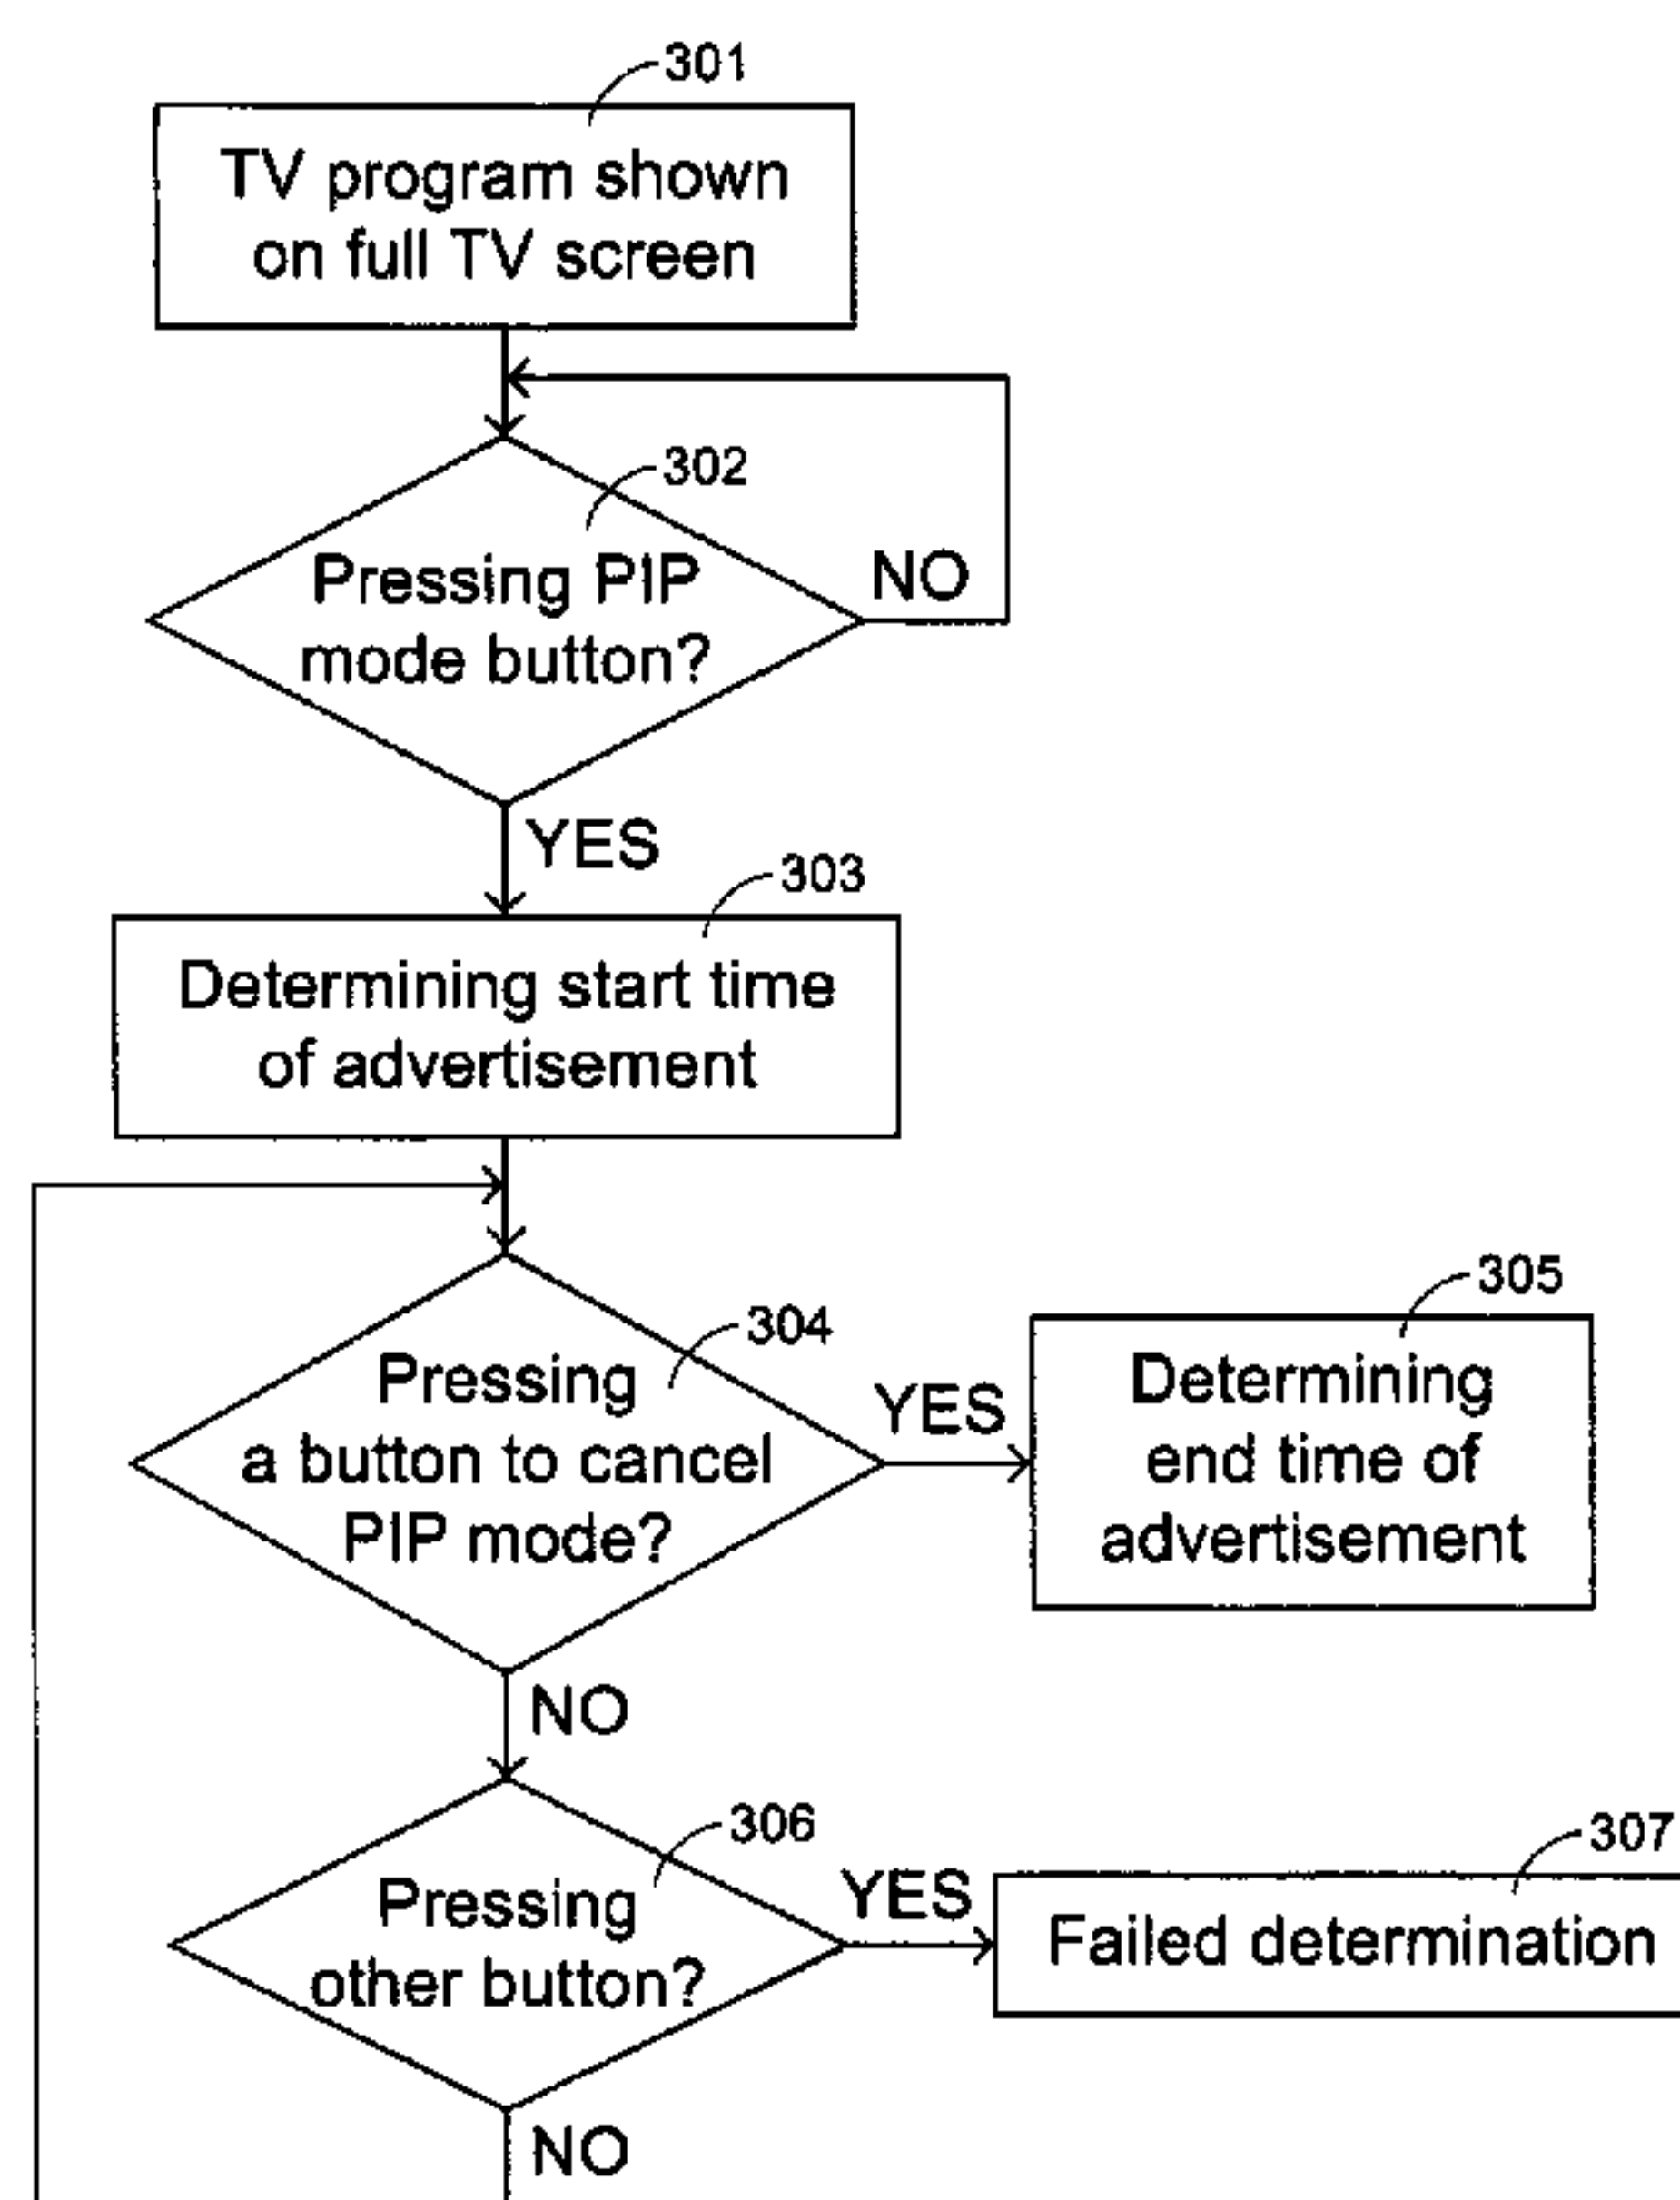 301
TV program shown
on full TV screen
302
Pressing PIP
mode button?
NO
YES
303
Determining start time
of advertisement
304
Pressing
a button to cancel
PIP mode?
YES
305
Determining
end time of
advertisement
NO
306
Pressing
other button?
YES
307
Failed determination
NO